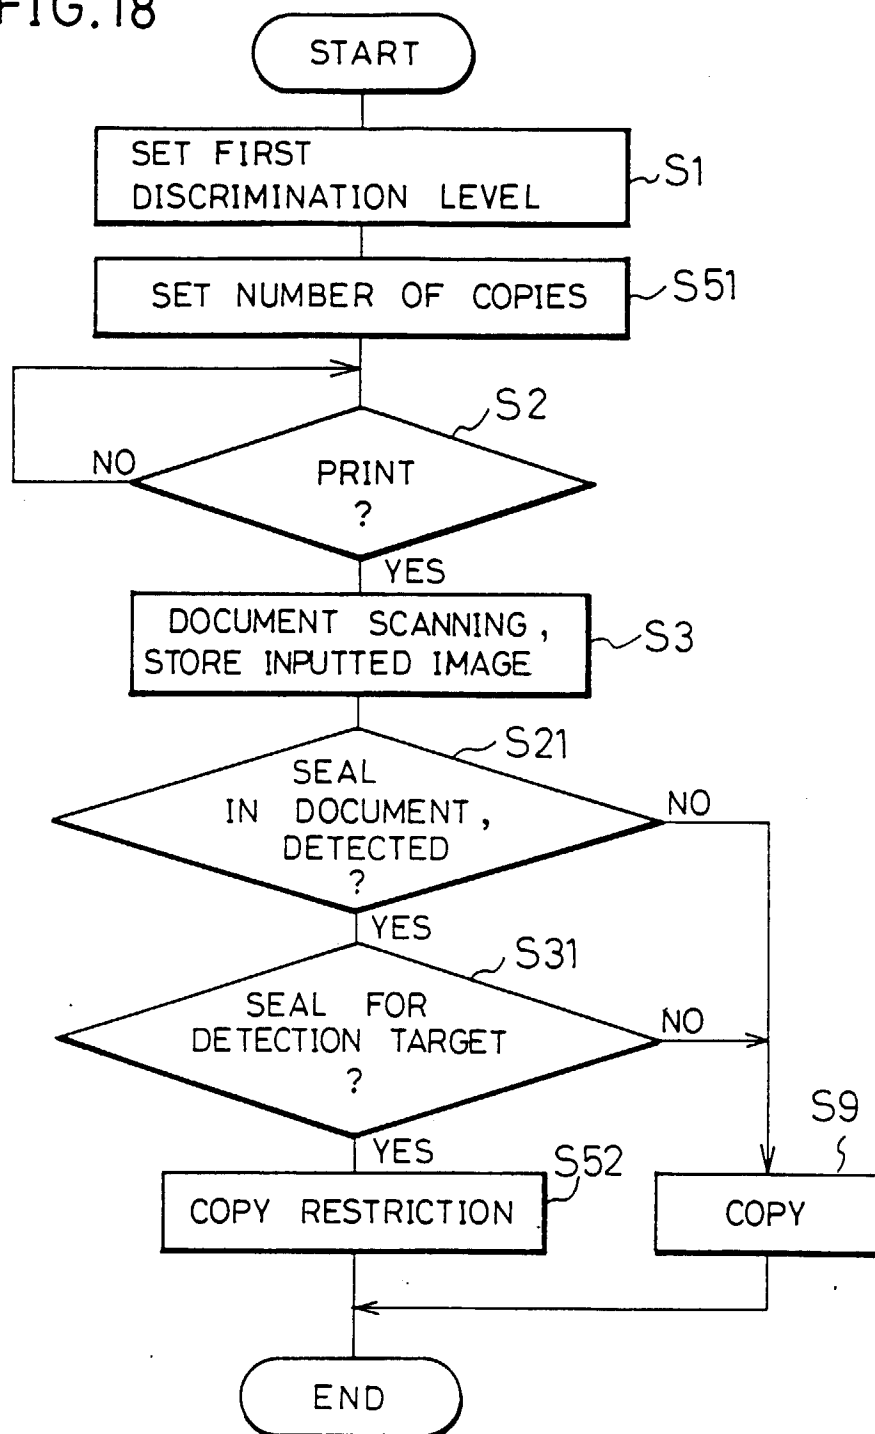 FIG.18
START
SET FIRST
DISCRIMINATION LEVEL
S1
SET NUMBER OF COPIES
S51
S2
NO
PRINT
?
YES
DOCUMENT SCANNING,
STORE INPUTTED IMAGE
S3
S21
SEAL
IN DOCUMENT,
DETECTED
?
NO
YES
S31
SEAL FOR
DETECTION TARGET
?
NO
YES
S52
COPY RESTRICTION
S9
COPY
END